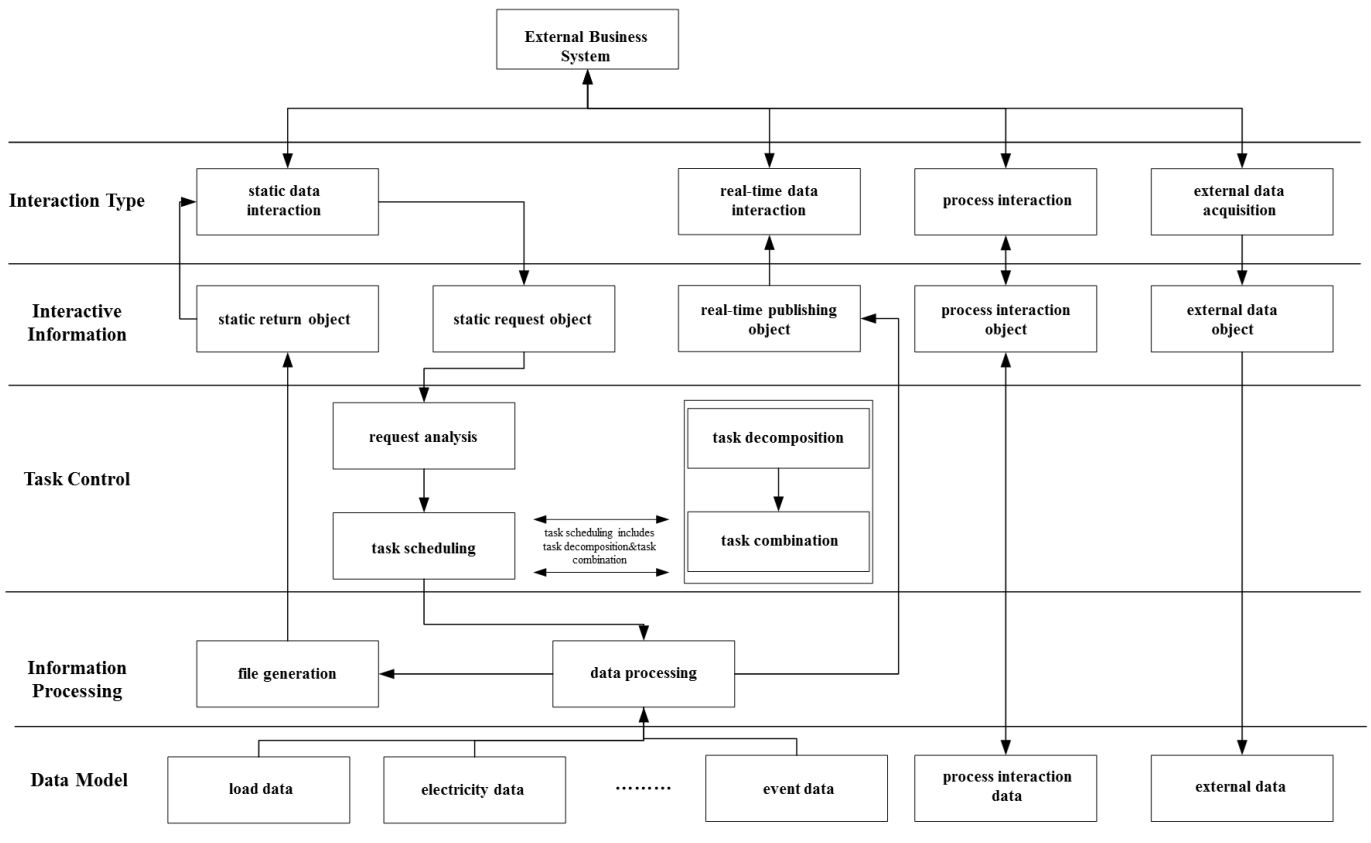 External Business
System
Interaction Type
static data
interaction
real-time data
interaction
process interaction
external data
acquisition
Interactive
Information
static return object
static request object
real-time publishing
object
process interaction
object
external data
object
Task Control
request analysis
task decomposition
task scheduling
task scheduling includes
task decomposition&task
combination
task combination
Information
Processing
file generation
data processing
Data Model
load data
electricity data
.........
event data
process interaction
data
external data